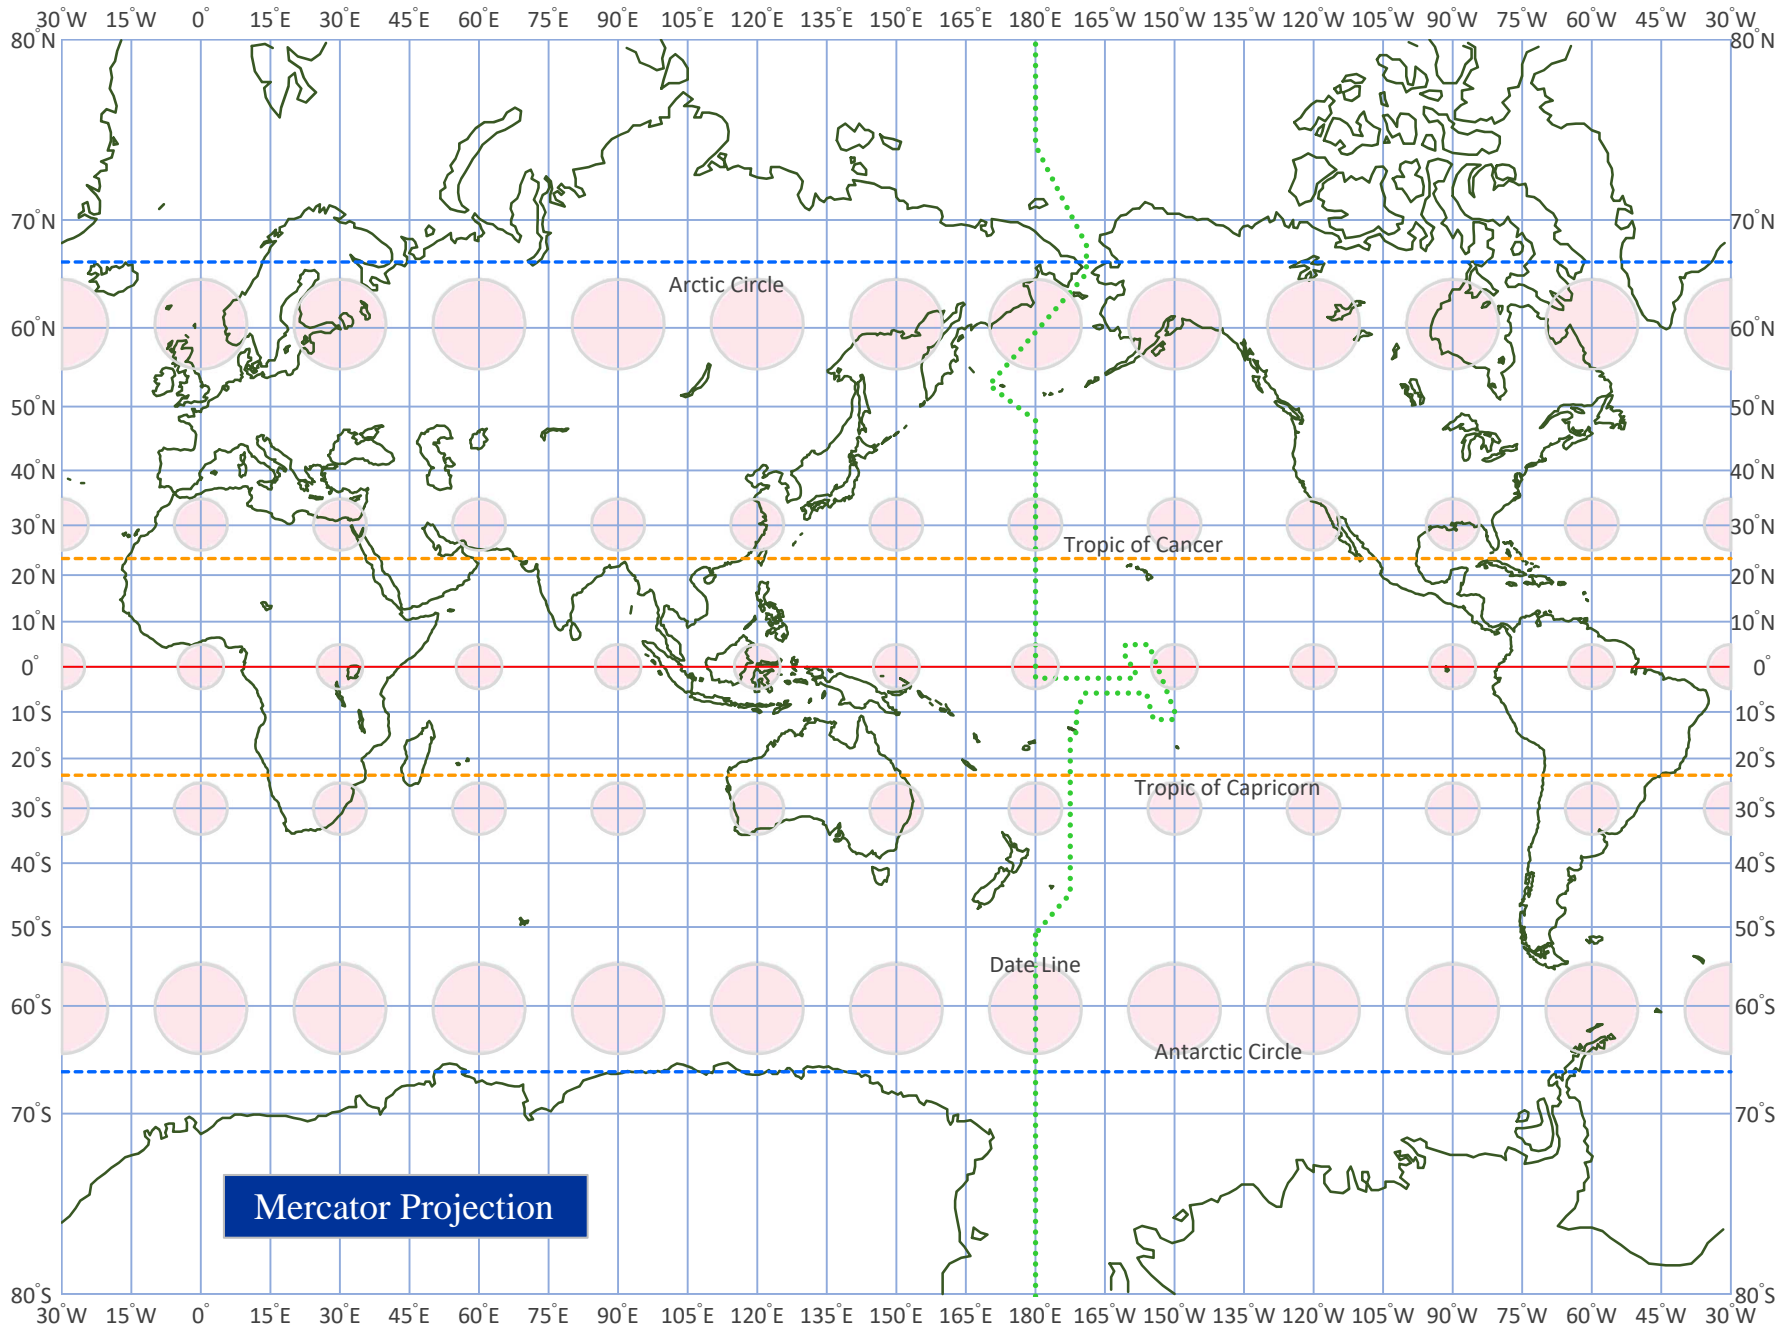 30°W 15°W 0° 15°E 30°E 45°E 60°E 75°E 90°E 105°E 120°E 135°E 150°E 165°E 180°E 165°W 150°W 135°W 120°W 105°W 90°W 75°W 60°W 45°W 30°W
80°N 80°N
70°N 70°N
Arctic Circle
60°N 60°N
50°N 50°N
40°N 40°N
30°N 30°N
Tropic of Cancer
20°N 20°N
10°N 10°N
0° 0°
10°S 10°S
20°S 20°S
Tropic of Capricorn
30°S 30°S
40°S 40°S
50°S 50°S
Date Line
60°S 60°S
Antarctic Circle
70°S 70°S
Mercator Projection
80°S 80°S
30°W 15°W 0° 15°E 30°E 45°E 60°E 75°E 90°E 105°E 120°E 135°E 150°E 165°E 180°E 165°W 150°W 135°W 120°W 105°W 90°W 75°W 60°W 45°W 30°W